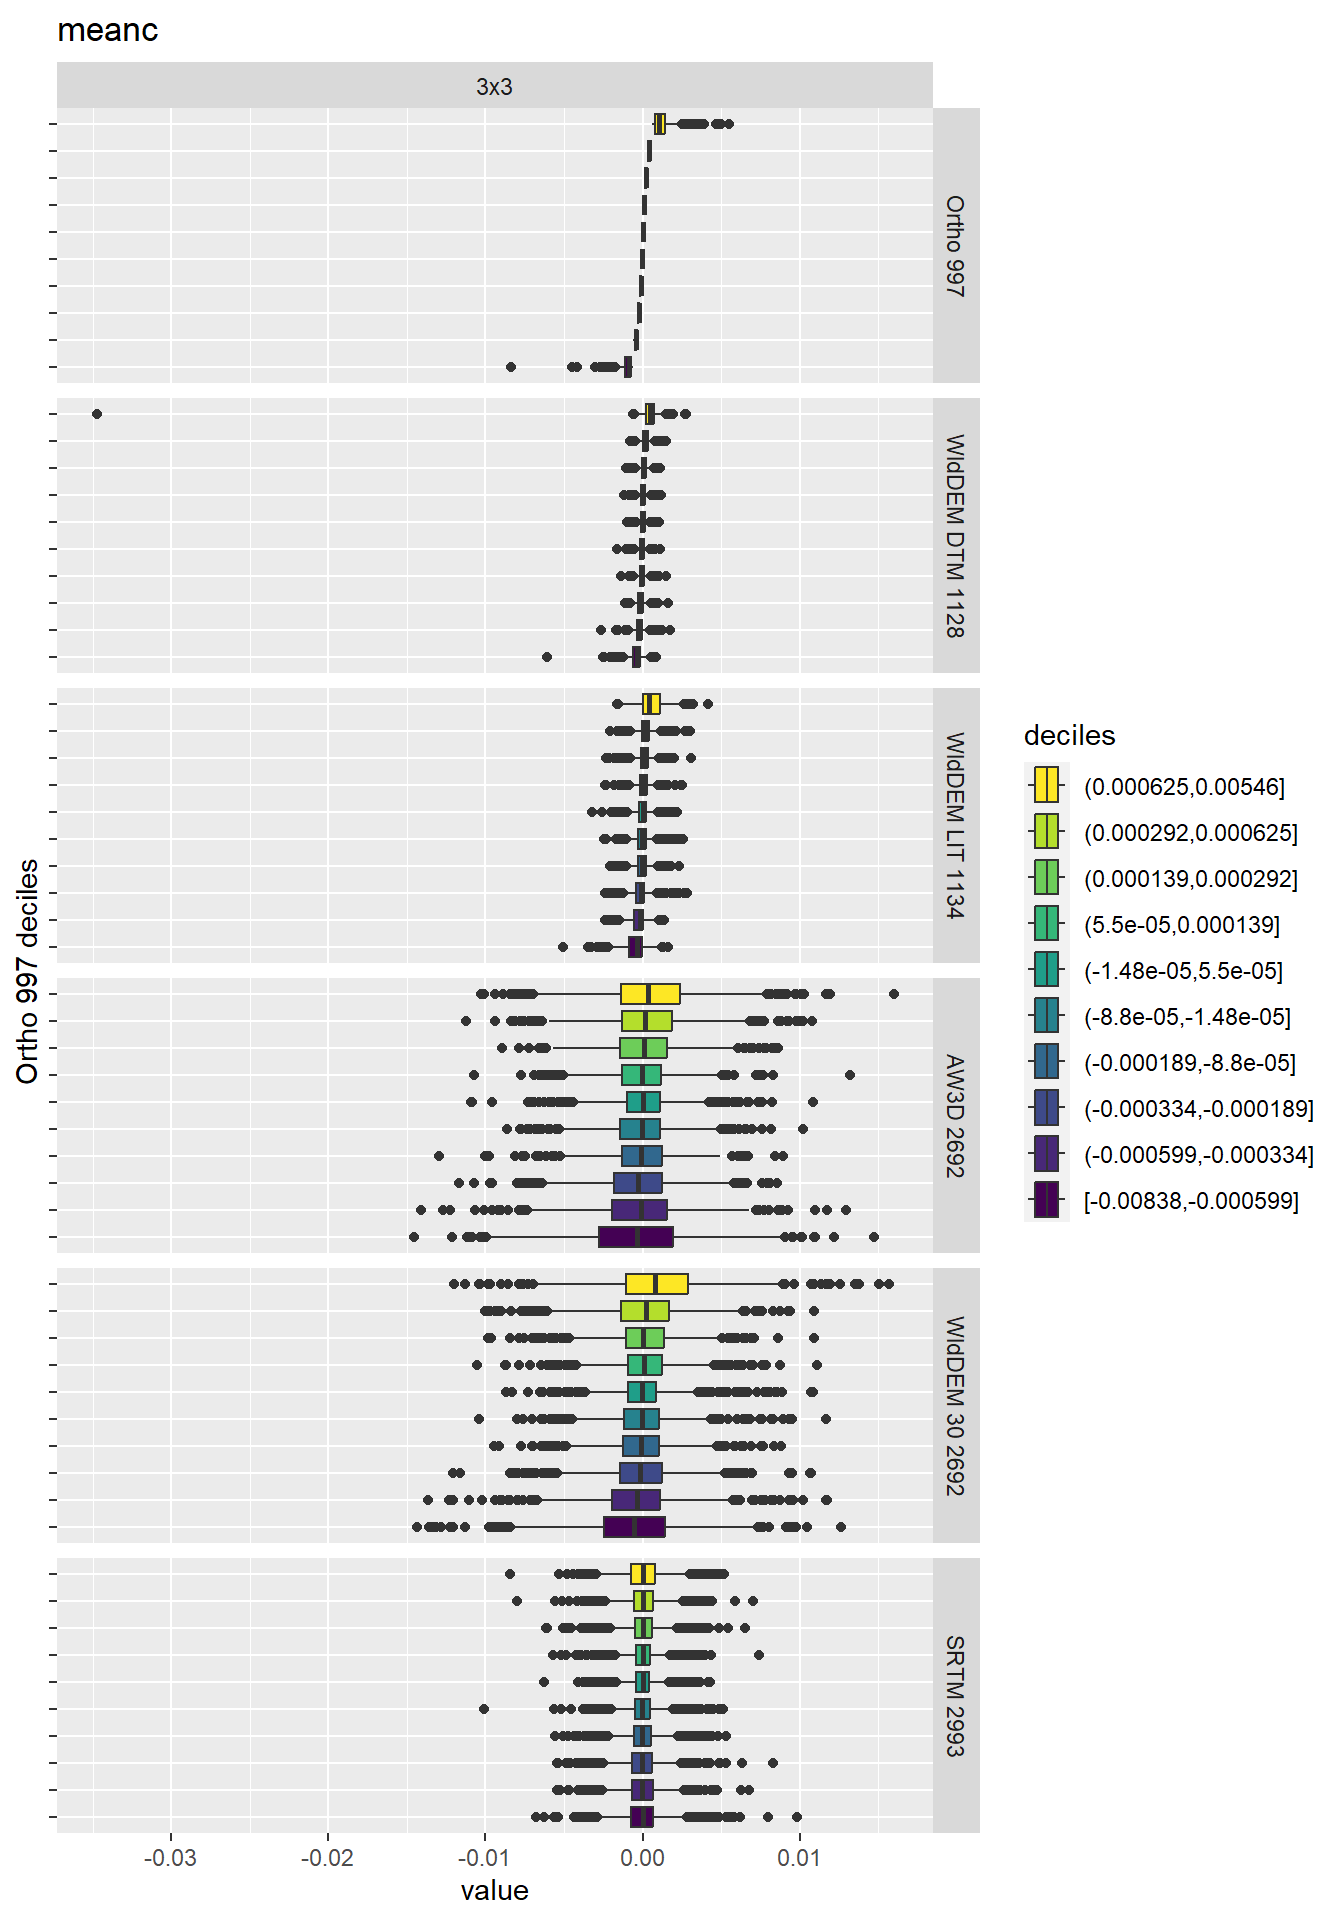 meanc
3x3
Ortho 997
WldDEM DTM 1128
WldDEM LIT 1134
AW3D 2692
WldDEM 30 2692
SRTM 2993
Ortho 997 deciles
-0.03
-0.02
-0.01
0.00
0.01
value
deciles
(0.000625,0.00546]
(0.000292,0.000625]
(0.000139,0.000292]
(5.5e-05,0.000139]
(-1.48e-05,5.5e-05]
(-8.8e-05,-1.48e-05]
(-0.000189,-8.8e-05]
(-0.000334,-0.000189]
(-0.000599,-0.000334]
[-0.00838,-0.000599]